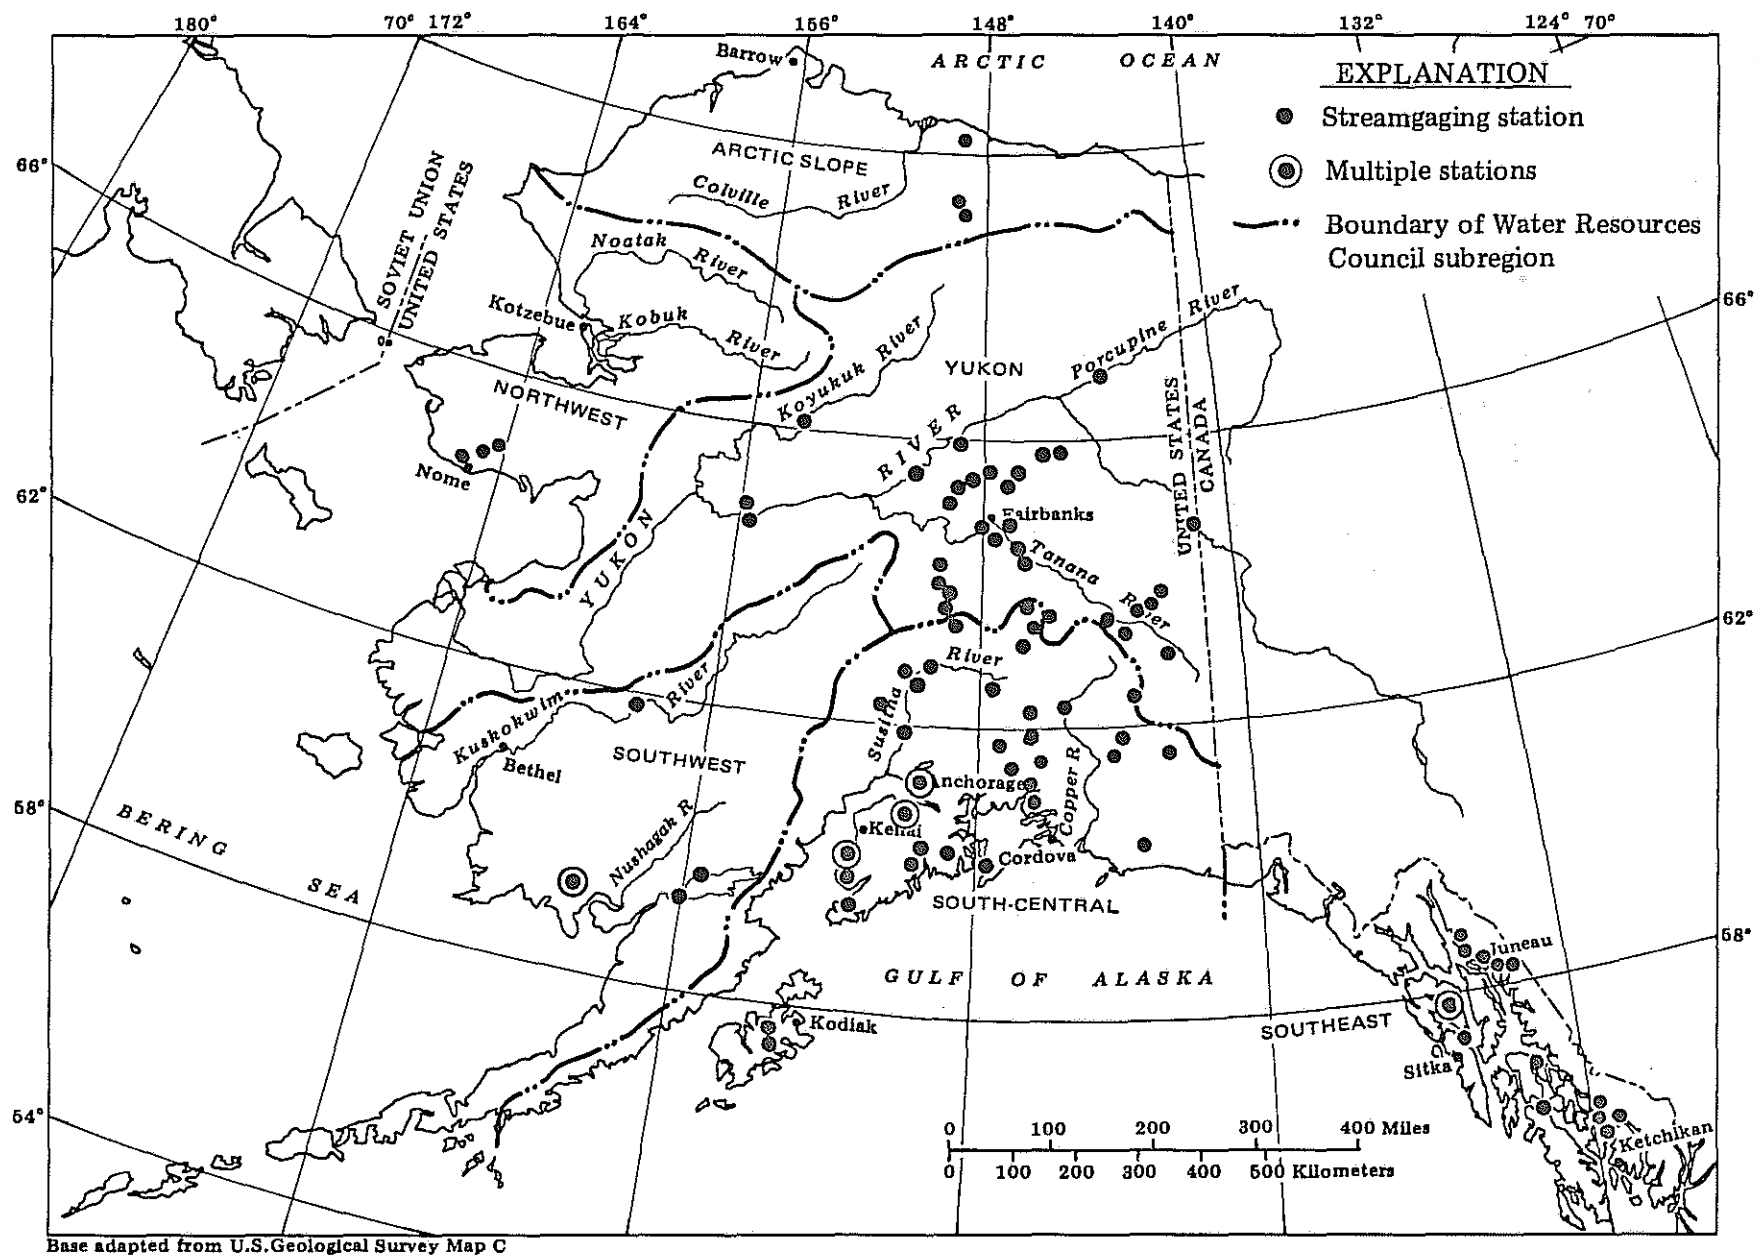 180° 70° 172° 164° 156° 148° 140° 132° 124° 70°
Barrow
ARCTIC OCEAN
EXPLANATION
Streamgaging station
Multiple stations
Boundary of Water Resources
Council subregion
66°
SOVIET UNION
UNITED STATES
ARCTIC SLOPE
Colville River
Noatak River
Kotzebue
Kobuk River
Koyukuk River
YUKON
Porcupine River
66°
NORTHWEST
UNITED STATES
CANADA
Nome
62°
YUKON RIVER
Fairbanks
Tanana River
62°
River
Susitna
Kuskokwim River
Bethel
SOUTHWEST
Anchorage
Copper R
58°
BERING
SEA
Nushagak R
Kenai
Cordova
SOUTH-CENTRAL
58°
Juneau
GULF OF ALASKA
Kodiak
SOUTHEAST
Sitka
54°
0 100 200 300 400 Miles
0 100 200 300 400 500 Kilometers
Ketchikan
Base adapted from U.S.Geological Survey Map C